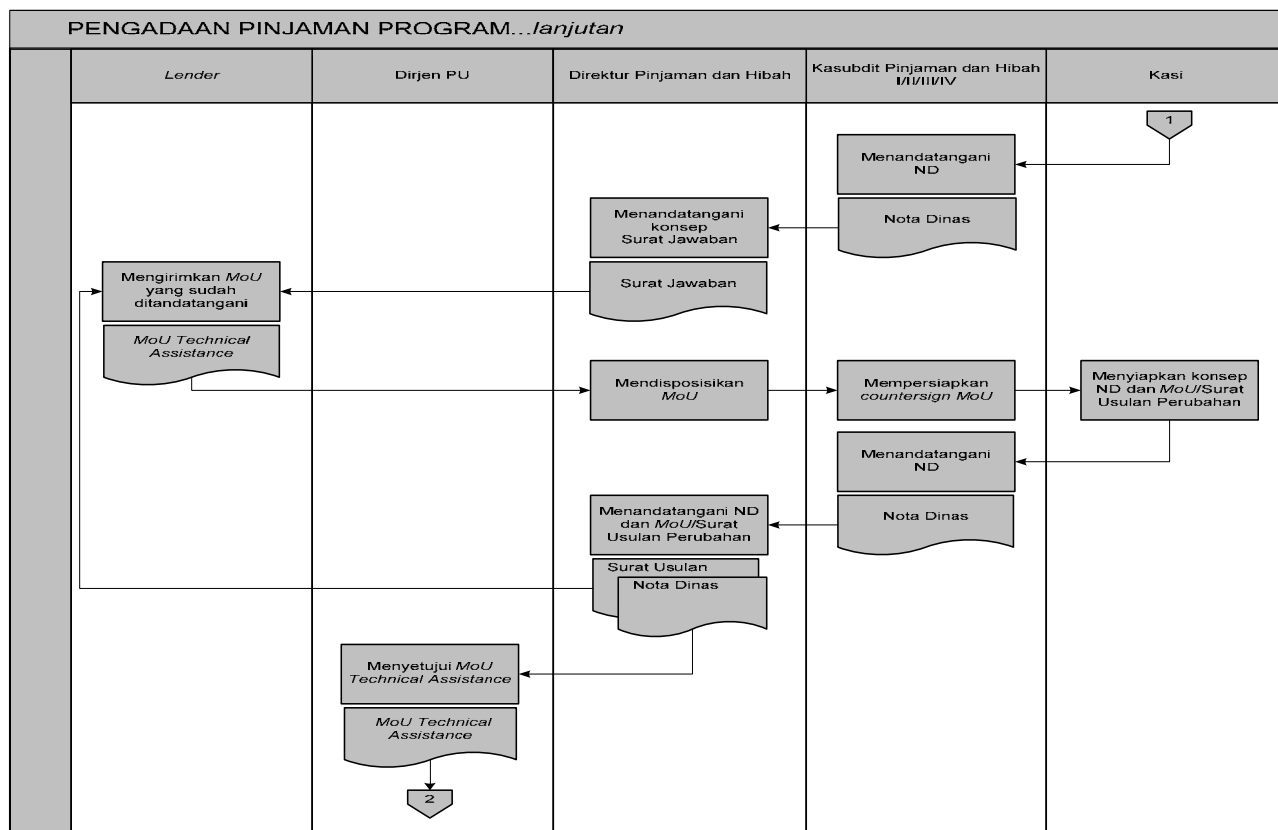 PENGADAAN PINJAMAN PROGRAM...lanjutan
Lender
Dirjen PU
Direktur Pinjaman dan Hibah
Kasubdit Pinjaman dan Hibah
I/II/III/IV
Kasi
1
Menandatangani
ND
Nota Dinas
Menandatangani
konsep
Surat Jawaban
Surat Jawaban
Mengirimkan MoU
yang sudah
ditandatangani
MoU Technical
Assistance
Mendisposisikan
MoU
Mempersiapkan
countersign MoU
Menyiapkan konsep
ND dan MoU/Surat
Usulan Perubahan
Menandatangani
ND
Nota Dinas
Menandatangani ND
dan MoU/Surat
Usulan Perubahan
Surat Usulan
Nota Dinas
Menyetujui MoU
Technical Assistance
MoU Technical
Assistance
2